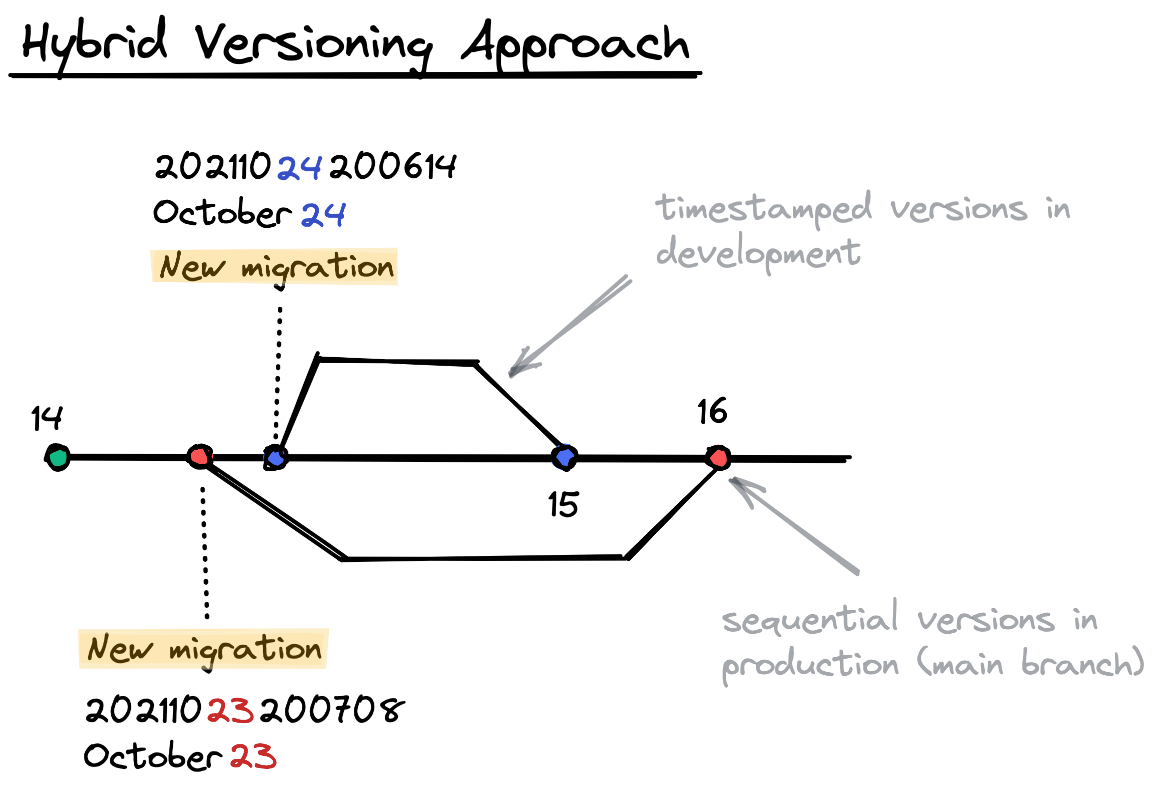 Hybrid Versioning Approach
20211024200614
October 24
New migration
timestamped versions in
development
14
16
15
New migration
20211023200708
October 23
sequential versions in
production (main branch)